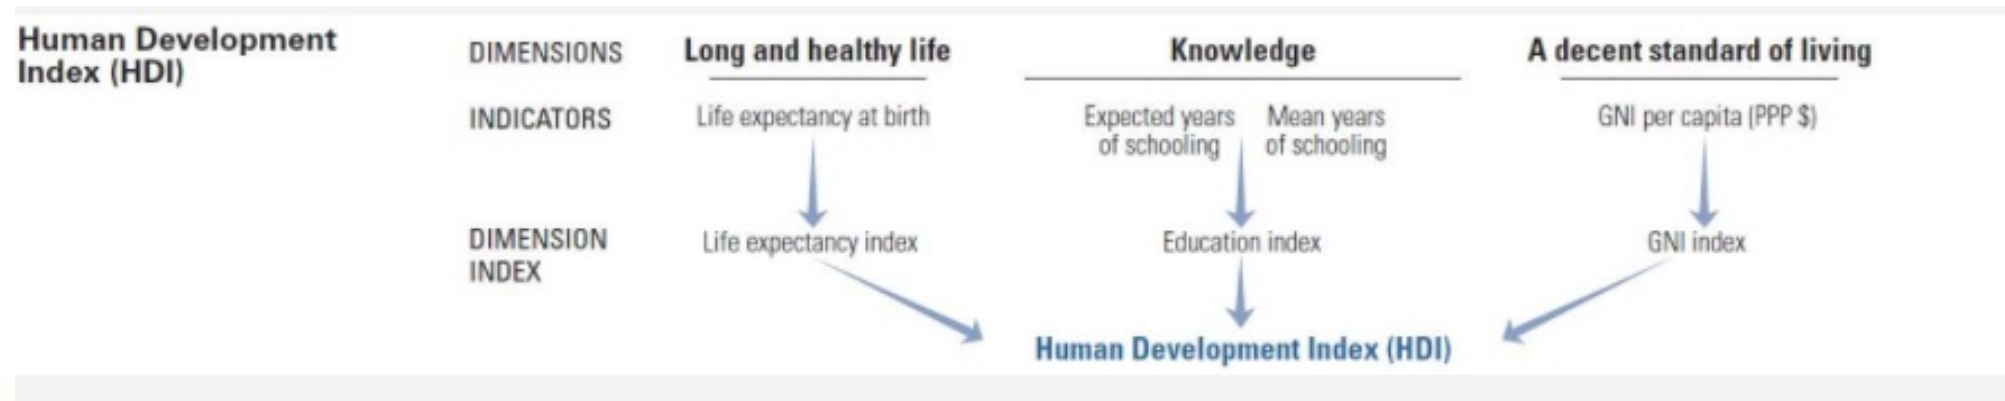 Human Development
Index (HDI)
DIMENSIONS
Long and healthy life
Knowledge
A decent standard of living
INDICATORS
Life expectancy at birth
Expected years
of schooling
Mean years
of schooling
GNI per capita (PPP $)
DIMENSION
INDEX
Life expectancy index
Education index
GNI index
Human Development Index (HDI)